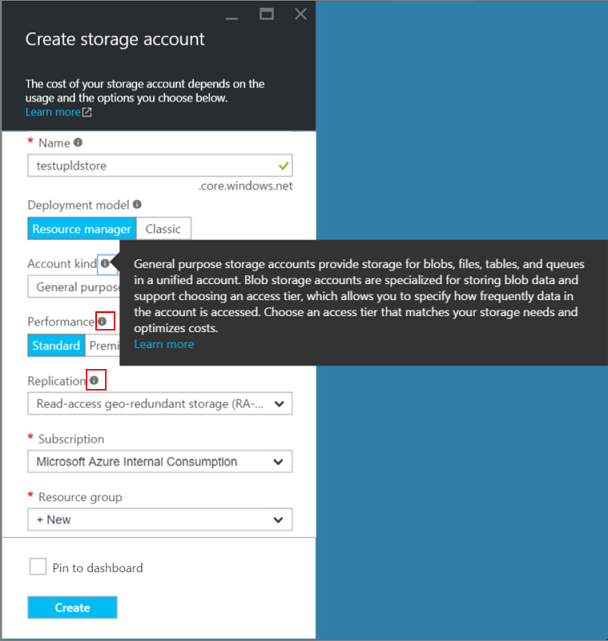 Create storage account
The cost of your storage account depends on the
usage and the options you choose below.
Learn more
* Name
testupldstore
.core.windows.net
Deployment model
Resource manager Classic
Account kind
General purpose
General purpose storage accounts provide storage for blobs, files, tables, and queues
in a unified account. Blob storage accounts are specialized for storing blob data and
support choosing an access tier, which allows you to specify how frequently data in
the account is accessed. Choose an access tier that matches your storage needs and
optimizes costs.
Learn more
Performance
Standard Premi
Replication
Read-access geo-redundant storage (RA-...
* Subscription
Microsoft Azure Internal Consumption
* Resource group
+ New
Pin to dashboard
Create